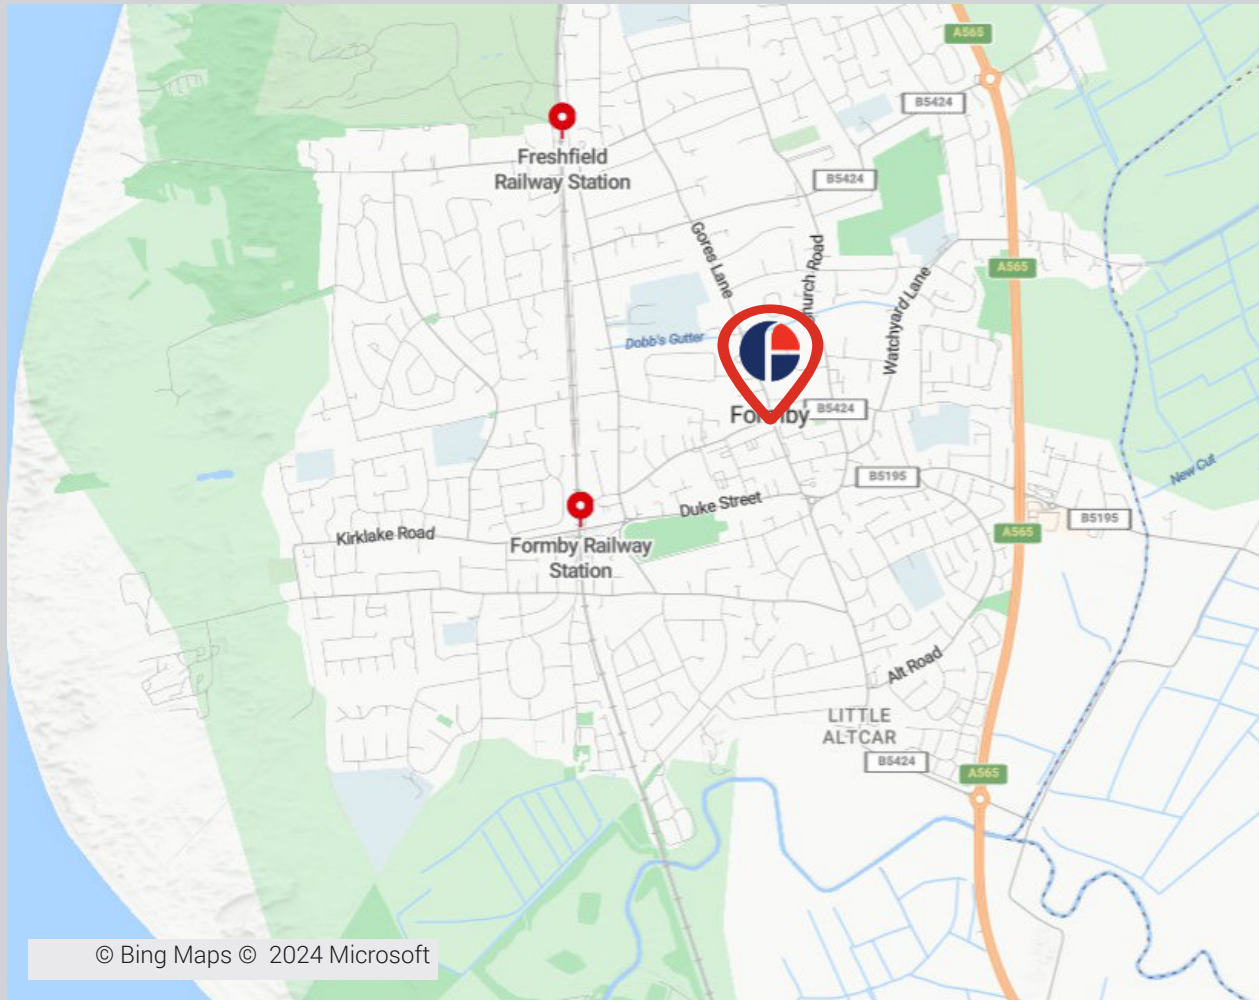 A565
B5424
Freshfield
Railway Station
B5424
Gores Lane
Church Road
A565
Watchyard Lane
Dobb's Gutter
Formby
B5424
New Cut
B5195
Duke Street
B5195
Kirklake Road
A565
Formby Railway
Station
Alt Road
LITTLE
ALTCAR
B5424
A565
© Bing Maps © 2024 Microsoft